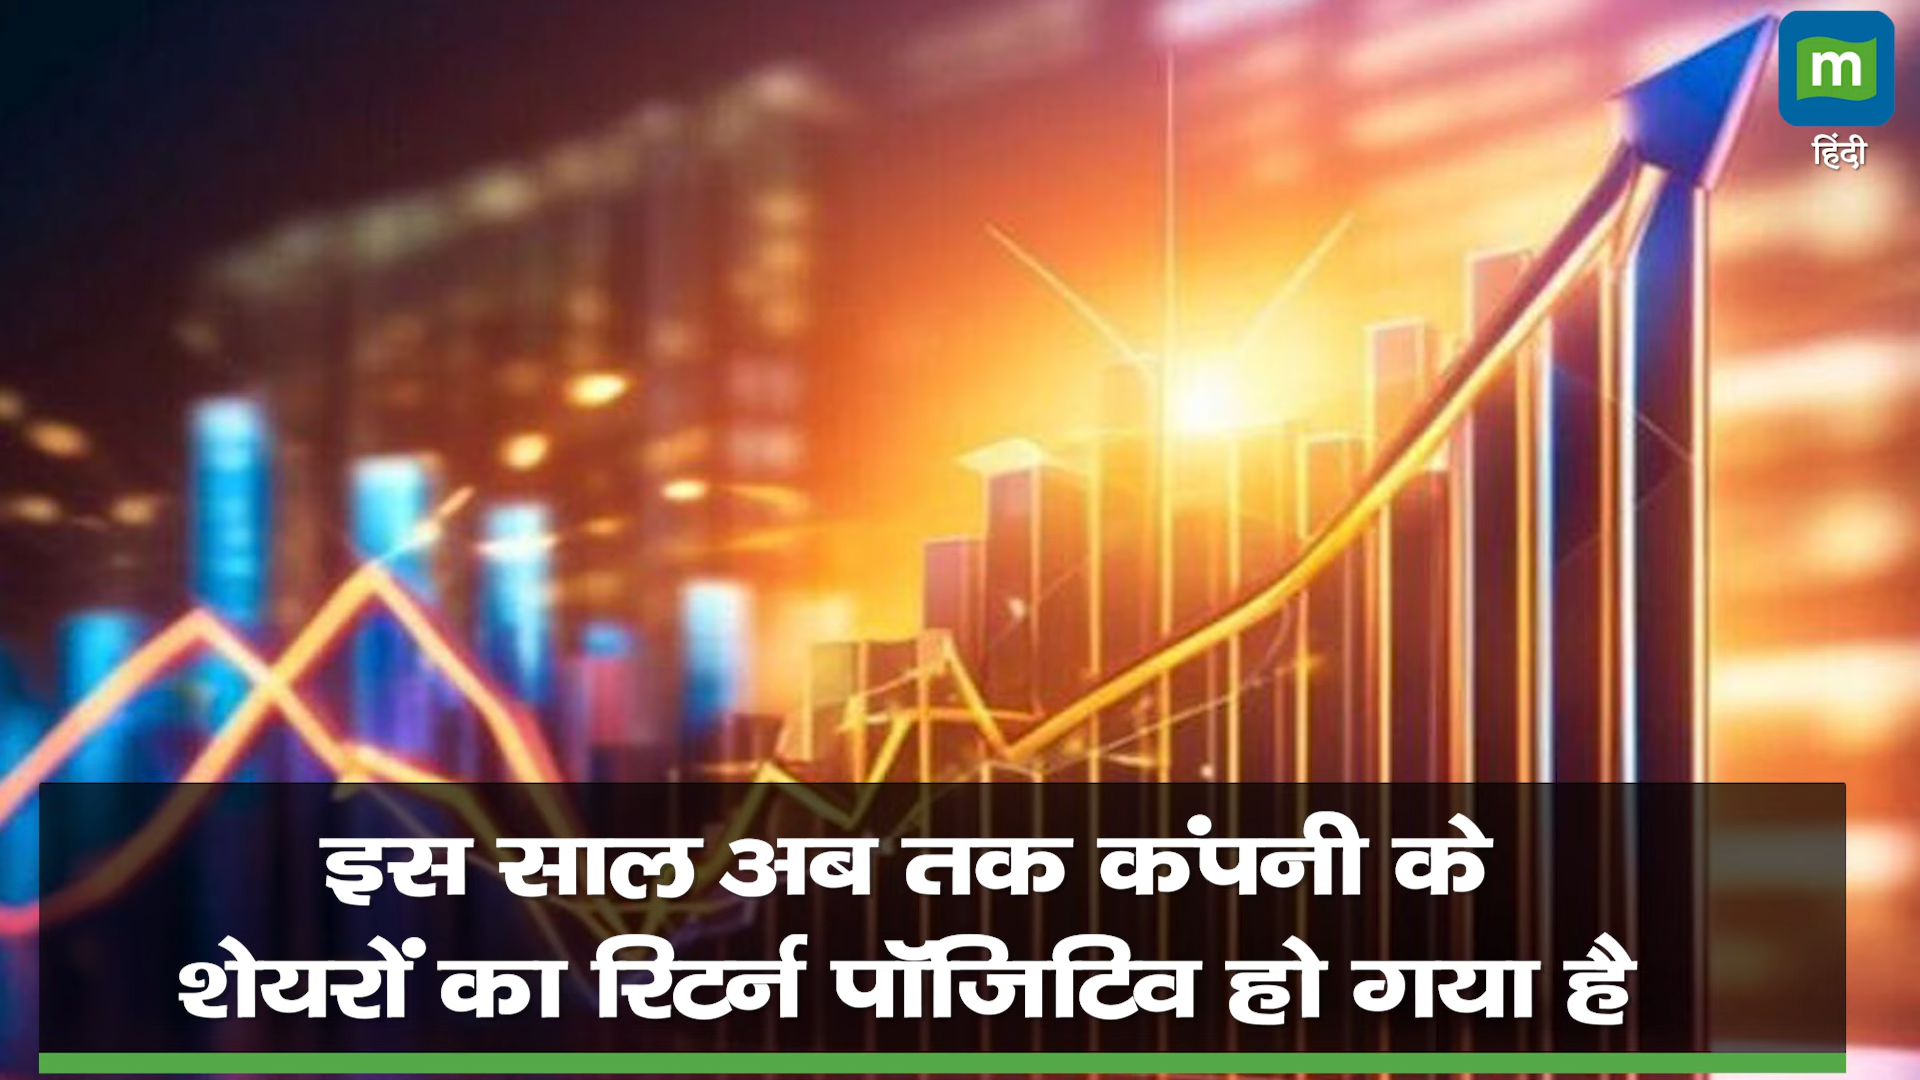 m
हिंदी
इस साल अब तक कंपनी के
शेयरों का रिटर्न पॉजिटिव हो गया है